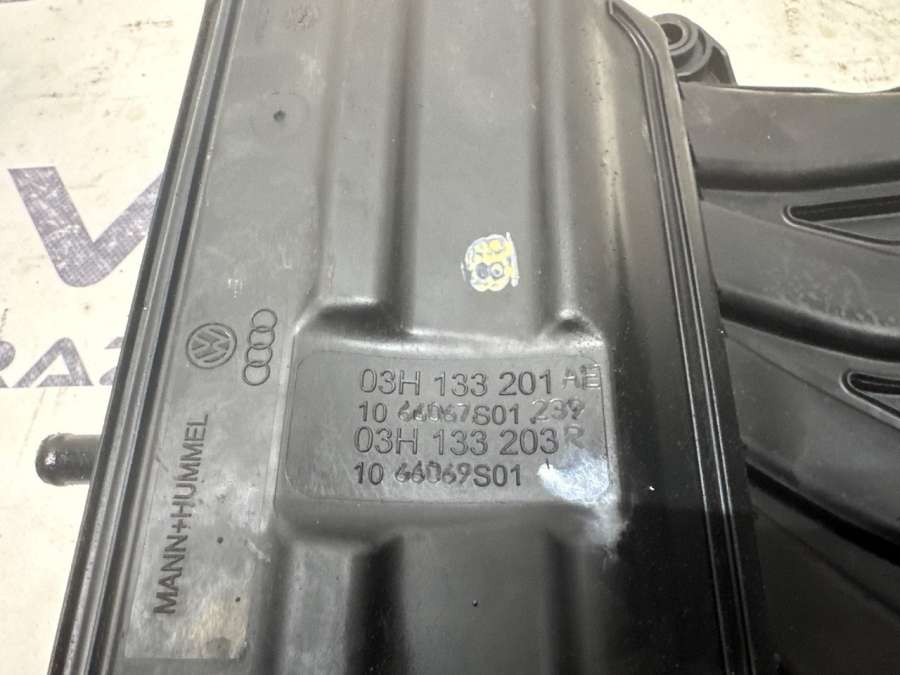 03H 133 201 AE
10 66067S01 239
03H 133 203 R
10 66069S01
MANN+HUMMEL